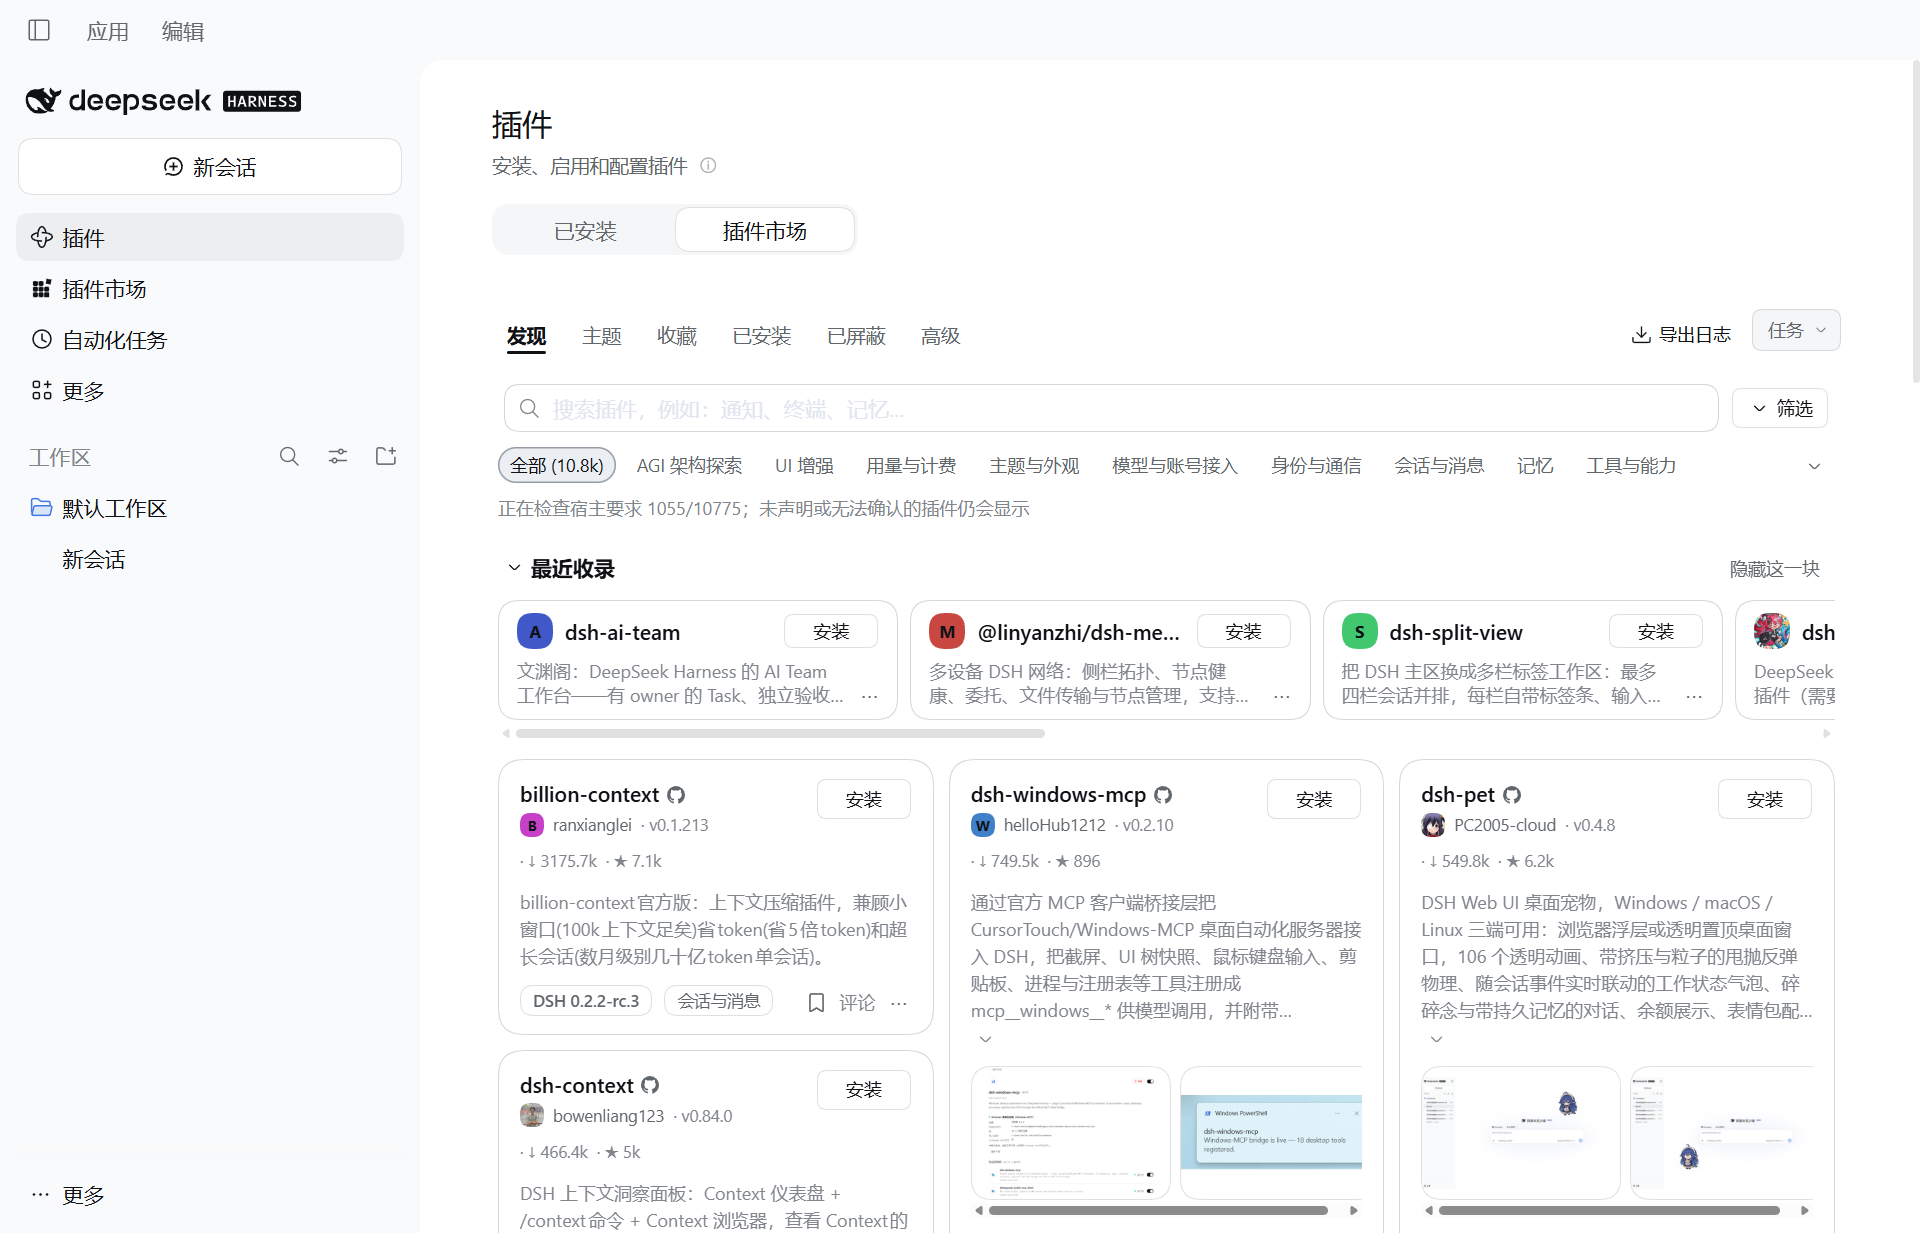 应用 编辑
deepseek HARNESS
新会话
插件
插件市场
自动化任务
更多
工作区
默认工作区
新会话
更多
插件
安装、启用和配置插件
已安装 插件市场
发现 主题 收藏 已安装 已屏蔽 高级
导出日志 任务
搜索插件，例如：通知、终端、记忆...
筛选
全部 (10.8k) AGI 架构探索 UI 增强 用量与计费 主题与外观 模型与账号接入 身份与通信 会话与消息 记忆 工具与能力
正在检查宿主要求 1055/10775；未声明或无法确认的插件仍会显示
最近收录 隐藏这一块
A dsh-ai-team 安装
文渊阁：DeepSeek Harness 的 AI Team
工作台——有 owner 的 Task、独立验收... ...
M @linyanzhi/dsh-me... 安装
多设备 DSH 网络：侧栏拓扑、节点健
康、委托、文件传输与节点管理，支持... ...
S dsh-split-view 安装
把 DSH 主区换成多栏标签工作区：最多
四栏会话并排，每栏自带标签条、输入... ...
dsh
DeepSeek
插件（需要
billion-context 安装
B ranxianglei · v0.1.213
· ↓ 3175.7k · ★ 7.1k
billion-context官方版：上下文压缩插件，兼顾小
窗口(100k上下文足矣)省token(省5倍token)和超
长会话(数月级别几十亿token单会话)。
DSH 0.2.2-rc.3 会话与消息 评论 ...
dsh-context 安装
bowenliang123 · v0.84.0
· ↓ 466.4k · ★ 5k
DSH 上下文洞察面板：Context 仪表盘 +
/context命令 + Context 浏览器，查看 Context的
dsh-windows-mcp 安装
W helloHub1212 · v0.2.10
· ↓ 749.5k · ★ 896
通过官方 MCP 客户端桥接层把
CursorTouch/Windows-MCP 桌面自动化服务器接
入 DSH，把截屏、UI 树快照、鼠标键盘输入、剪
贴板、进程与注册表等工具注册成
mcp__windows__* 供模型调用，并附带...
dsh-windows-mcp
Windows PowerShell
dsh-windows-mcp
Windows-MCP bridge is live — 18 desktop tools
registered.
dsh-pet 安装
PC2005-cloud · v0.4.8
· ↓ 549.8k · ★ 6.2k
DSH Web UI 桌面宠物，Windows / macOS /
Linux 三端可用：浏览器浮层或透明置顶桌面窗
口，106 个透明动画、带挤压与粒子的甩抛反弹
物理、随会话事件实时联动的工作状态气泡、碎
碎念与带持久记忆的对话、余额展示、表情包配...